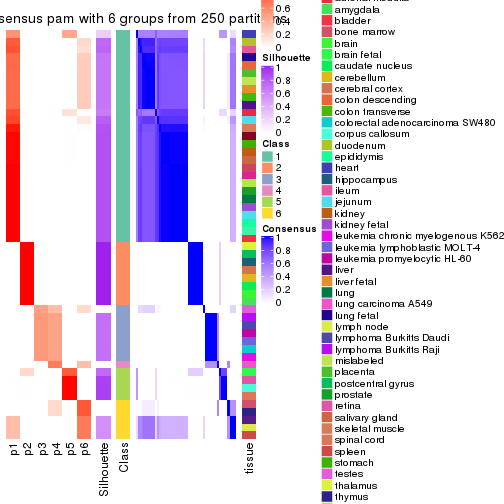 sensus pam with 6 groups from 250 partit
0.6
0.4
0.2
0
Silhouette
1
0.8
0.6
0.4
0.2
0
Class
1
2
3
4
5
6
Consensus
1
0.8
0.6
0.4
0.2
0
amygdala
bladder
bone marrow
brain
brain fetal
caudate nucleus
cerebellum
cerebral cortex
colon descending
colon transverse
colorectal adenocarcinoma SW480
corpus callosum
duodenum
epididymis
heart
hippocampus
ileum
jejunum
kidney
kidney fetal
leukemia chronic myelogenous K562
leukemia lymphoblastic MOLT-4
leukemia promyelocytic HL-60
liver
liver fetal
lung
lung carcinoma A549
lung fetal
lymph node
lymphoma Burkitts Daudi
lymphoma Burkitts Raji
mislabeled
placenta
postcentral gyrus
prostate
retina
salivary gland
skeletal muscle
spinal cord
spleen
stomach
testes
thalamus
thymus
p1
p2
p3
p4
p5
p6
Silhouette
Class
tissue